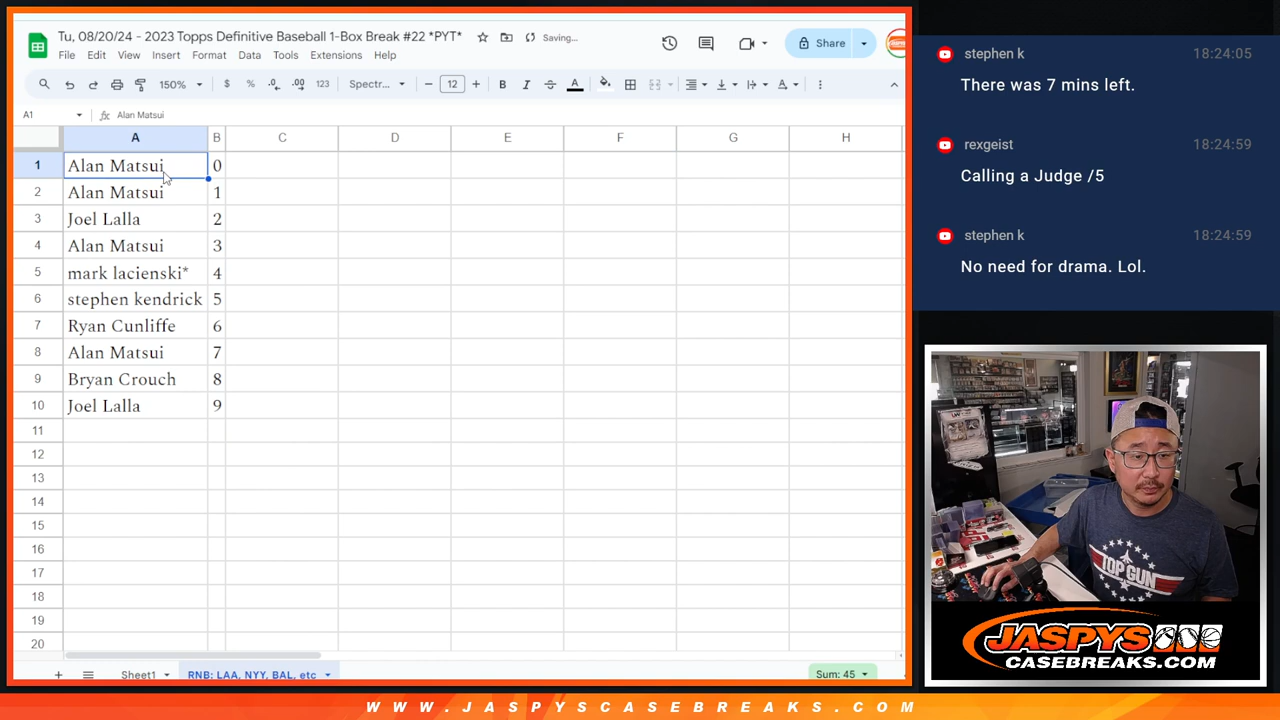 Tu, 08/20/24 - 2023 Topps Definitive Baseball 1-Box Break #22 *PYT*
Saving...
File Edit View Insert Format Data Tools Extensions Help
Share
150% $ % .0 .00 123 Spectr... 12 B I A
A1 fx Alan Matsui
A B C D E F G H
1 Alan Matsui 0
2 Alan Matsui 1
3 Joel Lalla 2
4 Alan Matsui 3
5 mark lacienski* 4
6 stephen kendrick 5
7 Ryan Cunliffe 6
8 Alan Matsui 7
9 Bryan Crouch 8
10 Joel Lalla 9
11
12
13
14
15
16
17
18
19
20
Sheet1 RNB: LAA, NYY, BAL, etc Sum: 45
stephen k 18:24:05
There was 7 mins left.
rexgeist 18:24:59
Calling a Judge /5
stephen k 18:24:59
No need for drama. Lol.
TOP GUN
JASPYS
CASEBREAKS.COM
WWW.JASPYSCASEBREAKS.COM